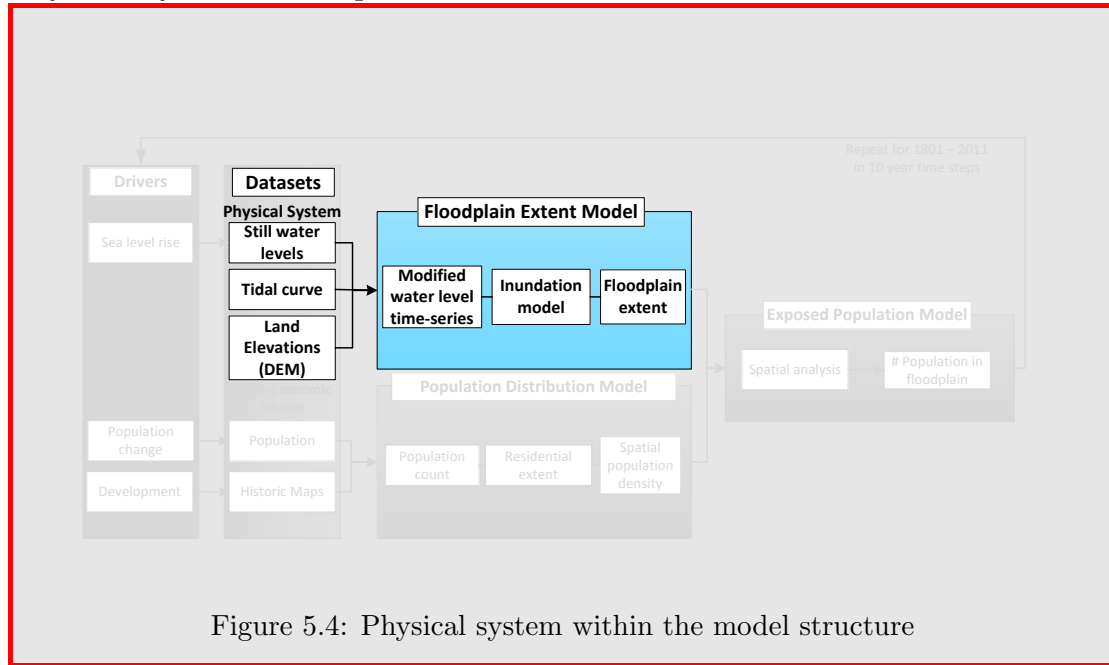 Repeat for 1801 – 2011
in 10 year time steps
Drivers
Sea level rise
Population
change
Development
Datasets
Physical System
Still water
levels
Tidal curve
Land
Elevations
(DEM)
Economic
system
Population
Historic Maps
Floodplain Extent Model
Modified
water level
time-series
Inundation
model
Floodplain
extent
Population Distribution Model
Population
count
Residential
extent
Spatial
population
density
Exposed Population Model
Spatial analysis
# Population in
floodplain
Figure 5.4: Physical system within the model structure